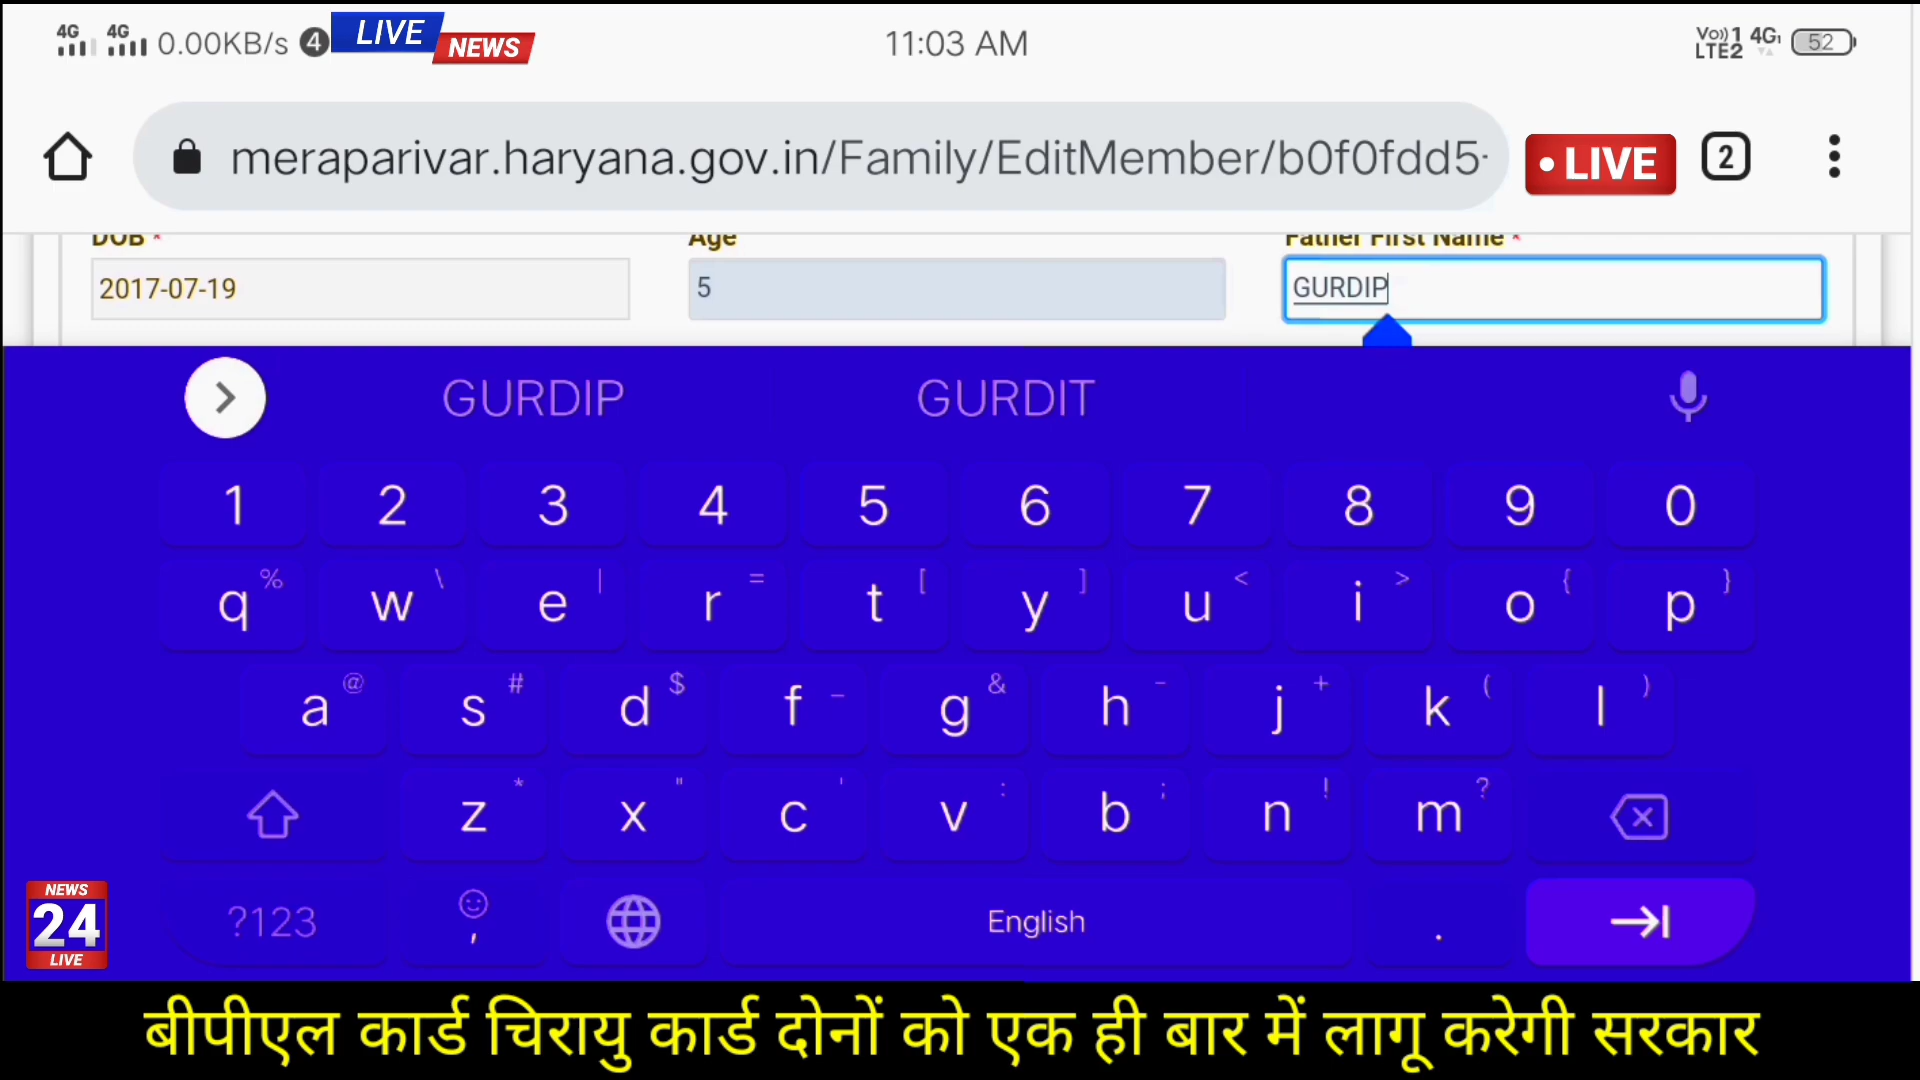 4G 4G 0.00KB/s 4 LIVE NEWS 11:03 AM Vo)) 1 LTE2 4G 52
meraparivar.haryana.gov.in/Family/EditMember/b0f0fdd5- • LIVE 2
DOB * Age Father First Name *
2017-07-19 5 GURDIP
GURDIP GURDIT
1 2 3 4 5 6 7 8 9 0
q % w \ e | r = t [ y ] u < i > o { p }
a @ s # d $ f _ g & h - j + k ( l )
z * x " c ' v : b ; n ! m ?
?123 , English .
NEWS
24
LIVE
बीपीएल कार्ड चिरायु कार्ड दोनों को एक ही बार में लागू करेगी सरकार